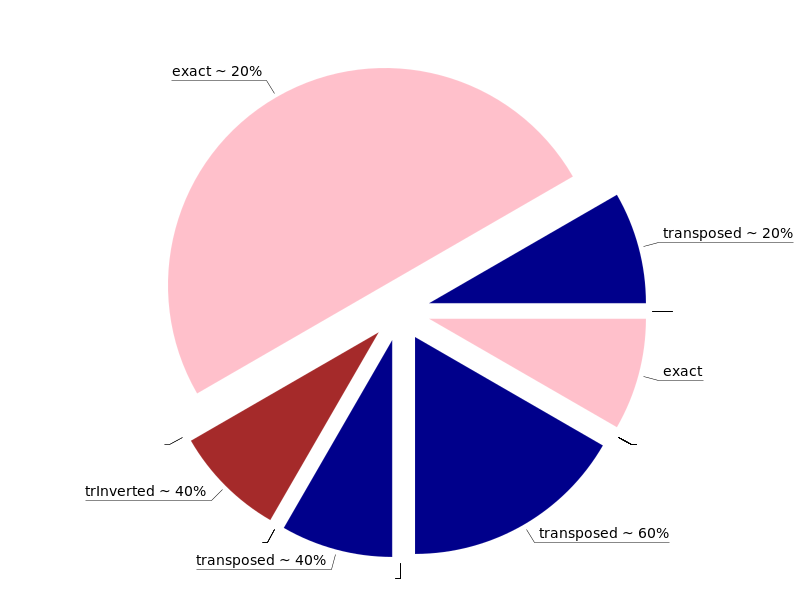 exact ~ 20%
transposed ~ 20%
exact
trInverted ~ 40%
transposed ~ 60%
transposed ~ 40%